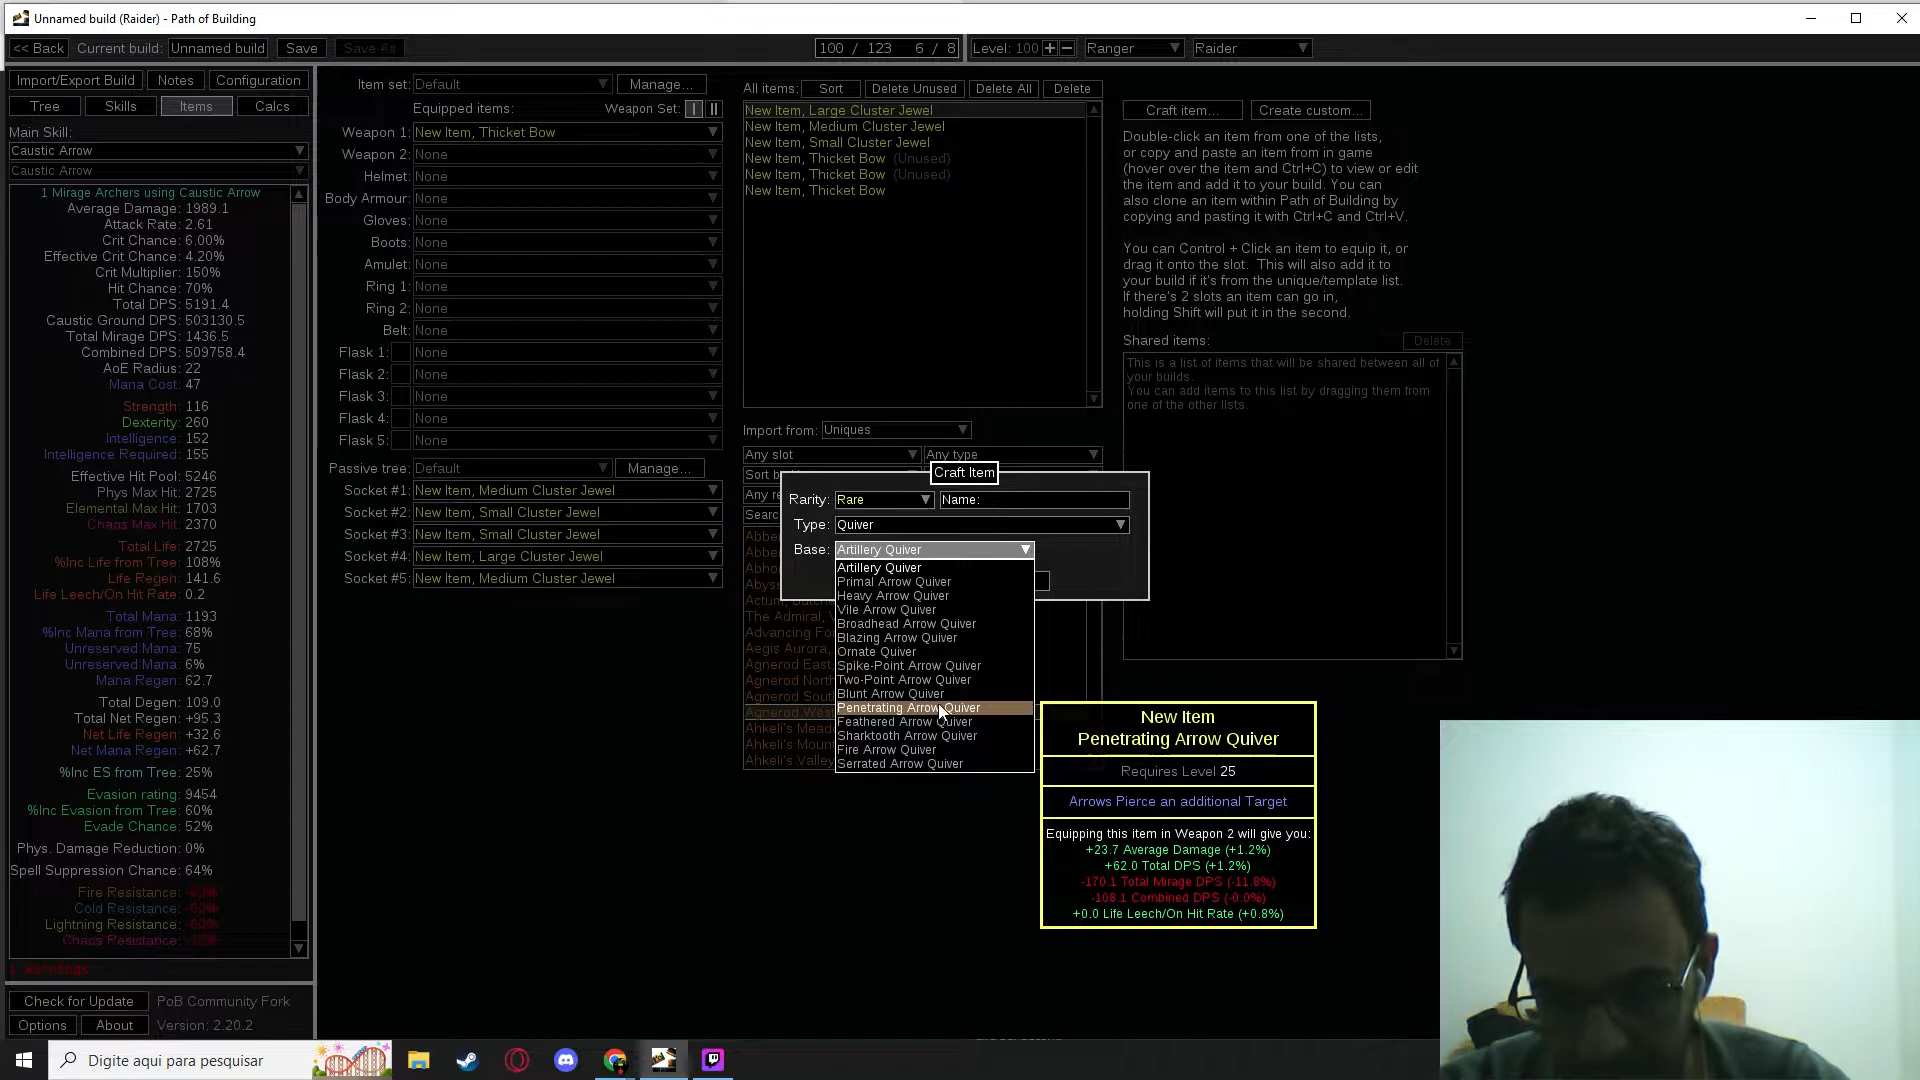 Unnamed build (Raider) - Path of Building
<< Back Current build: Unnamed build Save Save As 100 / 123 6 / 8 Level: 100 + - Ranger Raider
Import/Export Build Notes Configuration
Tree Skills Items Calcs
Main Skill:
Caustic Arrow
Caustic Arrow
1 Mirage Archers using Caustic Arrow
Average Damage: 1989.1
Attack Rate: 2.61
Crit Chance: 6.00%
Effective Crit Chance: 4.20%
Crit Multiplier: 150%
Hit Chance: 70%
Total DPS: 5191.4
Caustic Ground DPS: 503130.5
Total Mirage DPS: 1436.5
Combined DPS: 509758.4
AoE Radius: 22
Mana Cost: 47
Strength: 116
Dexterity: 260
Intelligence: 152
Intelligence Required: 155
Effective Hit Pool: 5246
Phys Max Hit: 2725
Elemental Max Hit: 1703
Chaos Max Hit: 2370
Total Life: 2725
%Inc Life from Tree: 108%
Life Regen: 141.6
Life Leech/On Hit Rate: 0.2
Total Mana: 1193
%Inc Mana from Tree: 68%
Unreserved Mana: 75
Unreserved Mana: 6%
Mana Regen: 62.7
Total Degen: 109.0
Total Net Regen: +95.3
Net Life Regen: +32.6
Net Mana Regen: +62.7
%Inc ES from Tree: 25%
Evasion rating: 9454
%Inc Evasion from Tree: 60%
Evade Chance: 52%
Phys. Damage Reduction: 0%
Spell Suppression Chance: 64%
Fire Resistance:
Cold Resistance:
Lightning Resistance:
Chaos Resistance:
1 Warnings
Check for Update PoB Community Fork
Options About Version: 2.20.2
Item set: Default Manage...
Equipped items: Weapon Set: I II
Weapon 1: New Item, Thicket Bow
Weapon 2: None
Helmet: None
Body Armour: None
Gloves: None
Boots: None
Amulet: None
Ring 1: None
Ring 2: None
Belt: None
Flask 1: None
Flask 2: None
Flask 3: None
Flask 4: None
Flask 5: None
Passive tree: Default Manage...
Socket #1: New Item, Medium Cluster Jewel
Socket #2: New Item, Small Cluster Jewel
Socket #3: New Item, Small Cluster Jewel
Socket #4: New Item, Large Cluster Jewel
Socket #5: New Item, Medium Cluster Jewel
All items: Sort Delete Unused Delete All Delete
New Item, Large Cluster Jewel
New Item, Medium Cluster Jewel
New Item, Small Cluster Jewel
New Item, Thicket Bow (Unused)
New Item, Thicket Bow (Unused)
New Item, Thicket Bow
Import from: Uniques
Any slot Any type
Sort b
Any re
Searc
Abbe
Abbe
Abho
Abys
Actum,
The Admiral,
Advancing Fo
Aegis Aurora,
Agnerod East,
Agnerod North
Agnerod South
Agnerod West
Ahkeli's Mead
Ahkeli's Moun
Ahkeli's Valley
Craft Item
Rarity: Rare Name:
Type: Quiver
Base: Artillery Quiver
Artillery Quiver
Primal Arrow Quiver
Heavy Arrow Quiver
Vile Arrow Quiver
Broadhead Arrow Quiver
Blazing Arrow Quiver
Ornate Quiver
Spike-Point Arrow Quiver
Two-Point Arrow Quiver
Blunt Arrow Quiver
Penetrating Arrow Quiver
Feathered Arrow Quiver
Sharktooth Arrow Quiver
Fire Arrow Quiver
Serrated Arrow Quiver
New Item
Penetrating Arrow Quiver
Requires Level 25
Arrows Pierce an additional Target
Equipping this item in Weapon 2 will give you:
+23.7 Average Damage (+1.2%)
+62.0 Total DPS (+1.2%)
-170.1 Total Mirage DPS (-11.8%)
-108.1 Combined DPS (-0.0%)
+0.0 Life Leech/On Hit Rate (+0.8%)
Craft item... Create custom...
Double-click an item from one of the lists,
or copy and paste an item from in game
(hover over the item and Ctrl+C) to view or edit
the item and add it to your build. You can
also clone an item within Path of Building by
copying and pasting it with Ctrl+C and Ctrl+V.
You can Control + Click an item to equip it, or
drag it onto the slot. This will also add it to
your build if it's from the unique/template list.
If there's 2 slots an item can go in,
holding Shift will put it in the second.
Shared items: Delete
This is a list of items that will be shared between all of
your builds.
You can add items to this list by dragging them from
one of the other lists.
Digite aqui para pesquisar